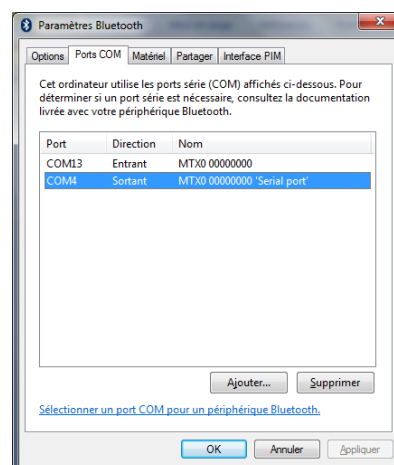 Paramètres Bluetooth
Options Ports COM Matériel Partager Interface PIM
Cet ordinateur utilise les ports série (COM) affichés ci-dessous. Pour
déterminer si un port série est nécessaire, consultez la documentation
livrée avec votre périphérique Bluetooth.
Port Direction Nom
COM13 Entrant MTX0 00000000
COM4 Sortant MTX0 00000000 'Serial port'
Ajouter... Supprimer
Sélectionner un port COM pour un périphérique Bluetooth.
OK Annuler Appliquer